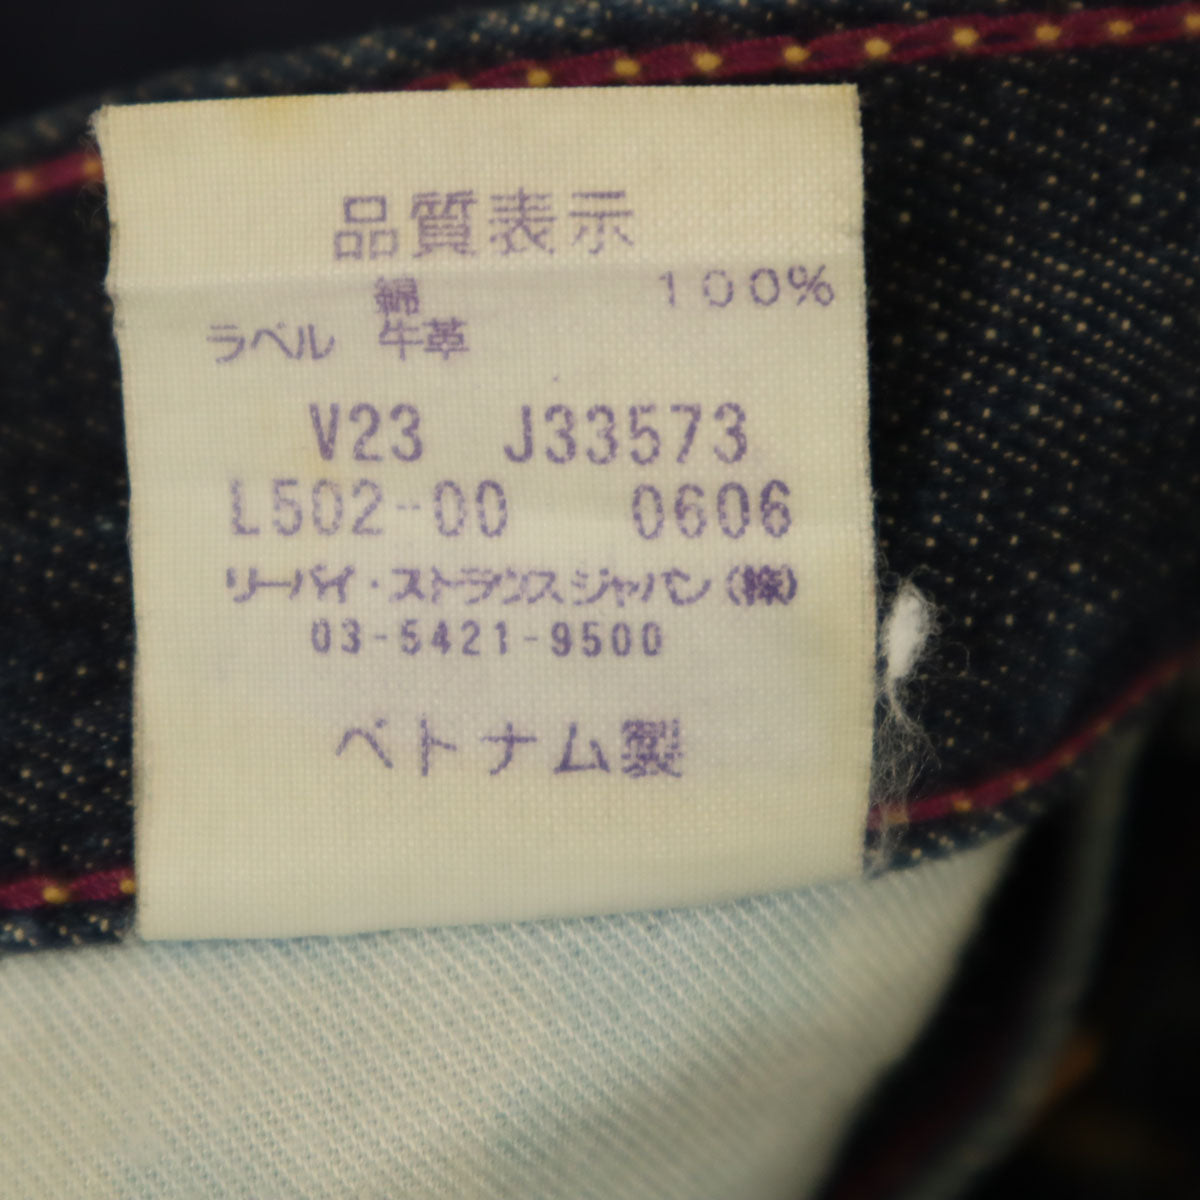 品質表示
綿 100%
ラベル 牛革
V23 J33573
L502-00 0606
リーバイ・ストラウスジャパン(株)
03-5421-9500
ベトナム製